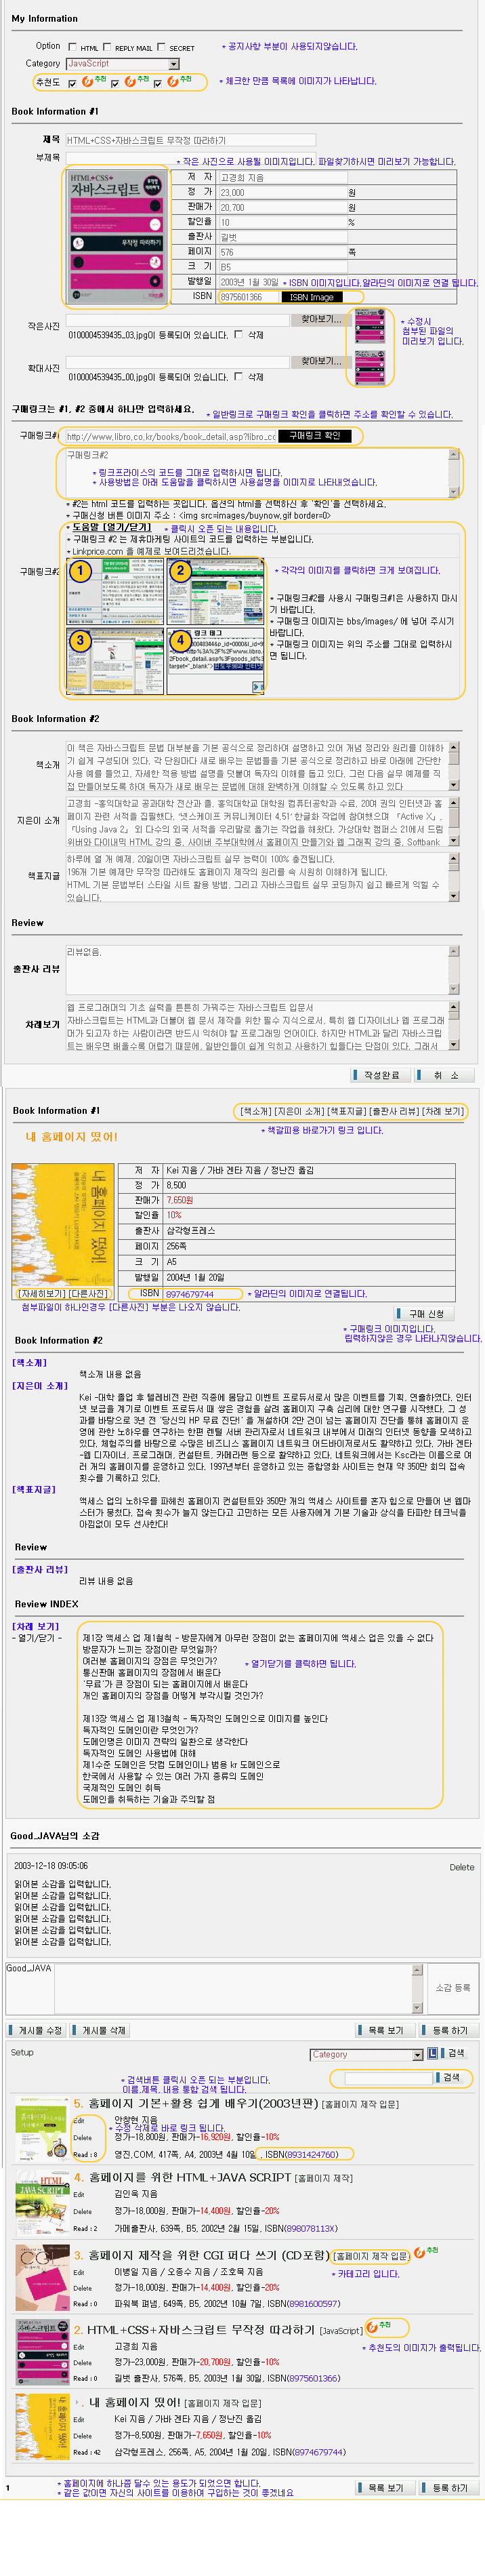 My Information
Option HTML REPLY MAIL SECRET * 공지사항 부분이 사용되지않습니다.
Category JavaScript
추천도 추천 추천 추천 * 체크한 만큼 목록에 이미지가 나타납니다.
Book Information #1
제목 HTML+CSS+자바스크립트 무작정 따라하기
부제목
* 작은 사진으로 사용될 이미지입니다. 파일찾기하시면 미리보기 가능합니다.
저 자 고경희 지음
정 가 23,000 원
판매가 20,700 원
할인율 10 %
출판사 길벗
페이지 576 쪽
크 기 B5
발행일 2003년 1월 30일 * ISBN 이미지입니다.알라딘의 이미지로 연결 됩니다.
ISBN 8975601366 ISBN Image
HTML+CSS+
자바스크립트
무작정 따라하기
작은사진 찾아보기...
0100004539435_03.jpg이 등록되어 있습니다. 삭제
* 수정시
첨부된 파일의
미리보기 입니다.
확대사진 찾아보기...
0100004539435_00.jpg이 등록되어 있습니다. 삭제
구매링크는 #1, #2 중에서 하나만 입력하세요. * 일반링크로 구매링크 확인을 클릭하면 주소를 확인할 수 있습니다.
구매링크#1 http://www.libro.co.kr/books/book_detail.asp?libro_cc 구매링크 확인
구매링크#2
* 링크프라이스의 코드를 그대로 입력하시면 됩니다.
* 사용방법은 아래 도움말을 클릭하시면 사용설명을 이미지로 나타내었습니다.
* #2는 html 코드를 입력하는 곳입니다. 옵션의 html을 선택하신 후 '확인'을 선택하세요.
* 구매신청 버튼 이미지 주소 : <img src=images/buynow.gif border=0>
* 도움말 [열기/닫기] * 클릭시 오픈 되는 내용입니다.
* 구매링크 #2 는 제휴마케팅 사이트의 코드를 입력하는 부분입니다.
* Linkprice.com 을 예제로 보여드리겠습니다.
구매링크#2
1 2
3 4
* 각각의 이미지를 클릭하면 크게 보여집니다.
* 구매링크#2를 사용시 구매링크#1은 사용하지 마시
기 바랍니다.
* 구매링크 이미지는 bbs/images/ 에 넣어 주시기
바랍니다.
* 구매링크 이미지는 위의 주소를 그대로 입력하시
면 됩니다.
Book Information #2
책소개
이 책은 자바스크립트 문법 대부분을 기본 공식으로 정리하며 설명하고 있어 개념 정리와 원리를 이해하
기 쉽게 구성되어 있다. 각 단원마다 새로 배우는 문법들을 기본 공식으로 정리하고 바로 아래에 간단한
사용 예를 들었고, 자세한 적용 방법 설명을 덧붙여 독자의 이해를 돕고 있다. 그런 다음 실무 예제를 직
접 만들어보도록 하여 독자가 새로 배우는 문법에 대해 완벽하게 이해할 수 있도록 하고 있다
지은이 소개
고경희 -홍익대학교 공과대학 전산과 졸, 홍익대학교 대학원 컴퓨터공학과 수료. 20여 권의 인터넷과 홈
페이지 관련 서적을 집필했다. '넷스케이프 커뮤니케이터 4.51' 한글화 작업에 참여했으며 「Active X」,
「Using Java 2」 외 다수의 외국 서적을 우리말로 옮기는 작업을 해왔다. 가상대학 캠퍼스 21에서 드림
위버와 다이내믹 HTML 강의 중. 사이버 주부대학에서 홈페이지 만들기와 웹 그래픽 강의 중. Softbank
책표지글
하루에 열 개 예제, 20일이면 자바스크립트 실무 능력이 100% 충전됩니다.
196개 기본 예제만 무작정 따라해도 홈페이지 제작의 원리를 속 시원히 이해하게 됩니다.
HTML 기본 문법부터 스타일 시트 활용 방법, 그리고 자바스크립트 실무 코딩까지 쉽고 빠르게 익힐 수
있습니다.
Review
출판사 리뷰 리뷰없음.
차례보기
웹 프로그래머의 기초 실력을 튼튼히 가꿔주는 자바스크립트 입문서
자바스크립트는 HTML과 더불어 웹 문서 제작을 위한 필수 지식으로서, 특히 웹 디자이너나 웹 프로그래
머가 되고자 하는 사람이라면 반드시 익혀야 할 프로그래밍 언어이다. 하지만 HTML과 달리 자바스크립
트는 배우면 배울수록 어렵기 때문에, 일반인들이 쉽게 익히고 사용하기 힘들다는 단점이 있다. 그래서
작성완료 취 소
Book Information #1 [책소개] [지은이 소개] [책표지글] [출판사 리뷰] [차례 보기]
내 홈페이지 떴어! * 책갈피용 바로가기 링크 입니다.
저 자 Kei 지음 / 가바 겐타 지음 / 정난진 옮김
정 가 8,500
판매가 7,650원
할인율 10%
출판사 삼각형프레스
페이지 256쪽
크 기 A5
발행일 2004년 1월 20일
ISBN 8974679744 * 알라딘의 이미지로 연결됩니다.
내 홈페이지 떴어!
[자세히보기] [다른사진]
첨부파일이 하나인경우 [다른사진] 부분은 나오지 않습니다.
구매 신청
* 구매링크 이미지입니다.
립력하지않은 경우 나타나지않습니다.
Book Information #2
[책소개]
책소개 내용 없음
[지은이 소개]
Kei -대학 졸업 후 텔레비전 관련 직종에 몸담고 이벤트 프로듀서로서 많은 이벤트를 기획, 연출하였다. 인터
넷 보급률 계기로 이벤트 프로듀서 때 쌓은 경험을 살려 홈페이지 구축 심리에 대한 연구를 시작했다. 그 성
과를 바탕으로 3년 전 '당신의 HP 무료 진단!' 을 개설하여 2만 건이 넘는 홈페이지 진단을 통해 홈페이지 운
영에 관한 노하우를 연구하는 한편 렌털 서버 관리자로서 네트워크 내부에서 미래의 인터넷 동향을 모색하고
있다. 체험주의를 바탕으로 수많은 비즈니스 홈페이지 네트워크 어드바이저로서도 활약하고 있다. 가바 겐타
-웹 디자이너, 프로그래머, 컨설턴트, 카메라맨 등으로 활약하고 있다. 네트워크에서는 Ksc라는 이름으로 여
러 개의 홈페이지를 운영하고 있다. 1997년부터 운영하고 있는 종합영화 사이트는 현재 약 350만 회의 접속
횟수를 기록하고 있다.
[책표지글]
액세스 업의 노하우를 파헤친 홈페이지 컨설턴트와 350만 개의 액세스 사이트를 혼자 힘으로 만들어 낸 웹마
스터가 뭉쳤다. 접속 횟수가 늘지 않는다고 고민하는 모든 사용자에게 기본 기술과 상식을 타파한 테크닉을
아낌없이 모두 선사한다!
Review
[출판사 리뷰]
리뷰 내용 없음
Review INDEX
[차례 보기]
- 열기/닫기 -
제1장 액세스 업 제1월칙 - 방문자에게 아무런 장점이 없는 홈페이지에 액세스 업은 있을 수 없다
방문자가 느끼는 장점이란 무엇일까?
여러분 홈페이지의 장점은 무엇인가? * 열기닫기를 클릭하면 됩니다.
통신판매 홈페이지의 장점에서 배운다
'무료'가 큰 장점이 되는 홈페이지에서 배운다
개인 홈페이지의 장점을 어떻게 부각시킬 것인가?
제13장 액세스 업 제13월칙 - 독자적인 도메인으로 이미지를 높인다
독자적인 도메인이란 무엇인가?
도메인명은 이미지 전략의 일환으로 생각한다
독자적인 도메인 사용법에 대해
제1수준 도메인은 닷컴 도메인이나 범용 kr 도메인으로
한국에서 사용할 수 있는 여러 가지 종류의 도메인
국제적인 도메인 취득
도메인을 취득하는 기술과 주의할 점
Good_JAVA님의 소감
2003-12-18 09:05:06 Delete
읽어본 소감을 입력합니다.
읽어본 소감을 입력합니다.
읽어본 소감을 입력합니다.
읽어본 소감을 입력합니다.
읽어본 소감을 입력합니다.
읽어본 소감을 입력합니다.
Good_JAVA 소감 등록
게시물 수정 게시물 삭제 목록 보기 등록 하기
Setup Category L 검색
* 검색버튼 클릭시 오픈 되는 부분입니다.
이름,제목, 내용 통합 검색 됩니다.
검색
5. 홈페이지 기본+활용 쉽게 배우기(2003년판) [홈페이지 제작 입문]
Edit 안창현 지음
* 수정 삭제로 바로 링크 됩니다.
Delete 정가-18,800원, 판매가-16,920원, 할인율-10%
Read : 8 영진.COM, 417쪽, A4, 2003년 4월 10일 , ISBN(8931424760)
4. 홈페이지를 위한 HTML+JAVA SCRIPT [홈페이지 제작]
Edit 김인옥 지음
Delete 정가-18,000원, 판매가-14,400원, 할인율-20%
Read : 2 가메출판사, 639쪽, B5, 2002년 2월 15일, ISBN(898078113X)
3. 홈페이지 제작을 위한 CGI 퍼다 쓰기 (CD포함) [홈페이지 제작 입문] 추천
Edit 이병일 지음 / 오중수 지음 / 조호묵 지음 * 카테고리 입니다.
Delete 정가-18,000원, 판매가-14,400원, 할인율-20%
Read : 0 파워북 펴냄, 649쪽, B5, 2002년 10월 7일, ISBN(8981600597)
2. HTML+CSS+자바스크립트 무작정 따라하기 [JavaScript] 추천
Edit 고경희 지음 * 추천도의 이미지가 출력됩니다.
Delete 정가-23,000원, 판매가-20,700원, 할인율-10%
Read : 0 길벗 출판사, 576쪽, B5, 2003년 1월 30일, ISBN(8975601366)
. 내 홈페이지 떴어! [홈페이지 제작 입문]
Edit Kei 지음 / 가바 겐타 지음 / 정난진 옮김
Delete 정가-8,500원, 판매가-7,650원, 할인율-10%
Read : 42 삼각형프레스, 256쪽, A5, 2004년 1월 20일, ISBN(8974679744)
1 * 홈페이지에 하나쯤 달수 있는 용도가 되었으면 합니다.
* 같은 값이면 자신의 사이트를 이용하여 구입하는 것이 좋겠네요
목록 보기 등록 하기